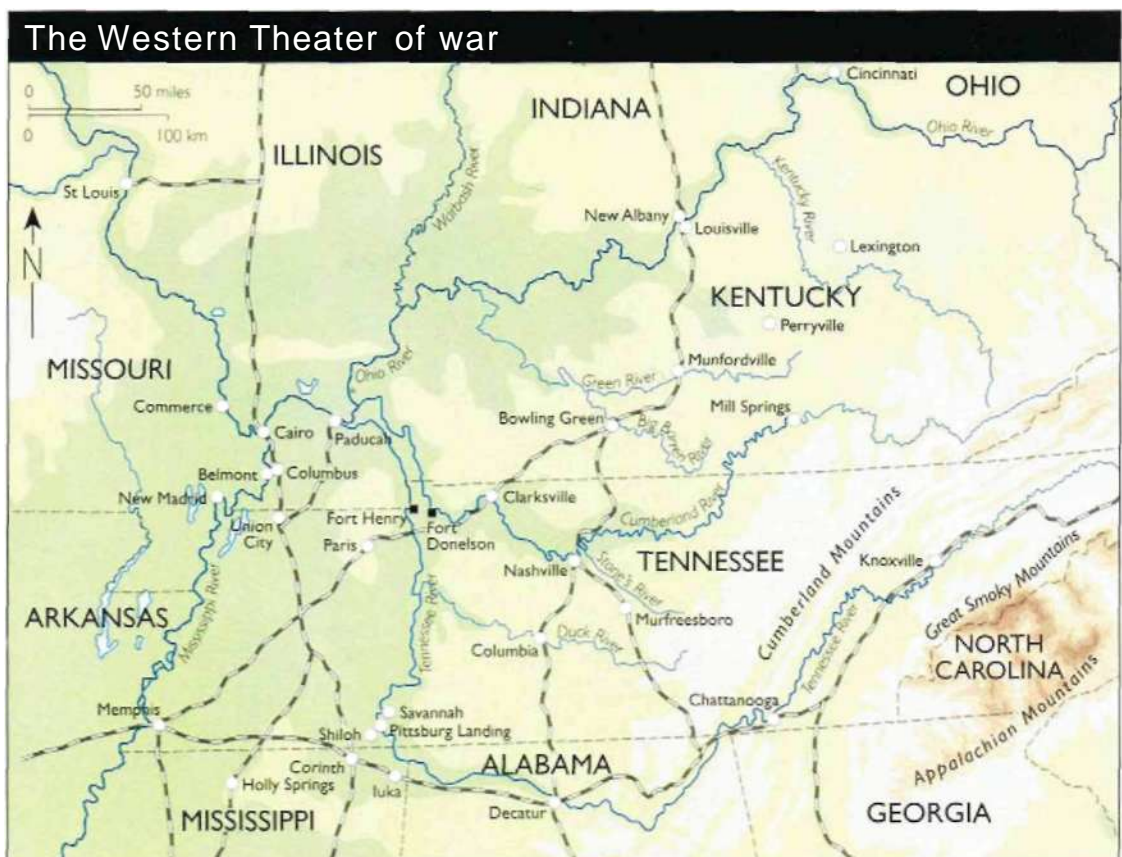 The Western Theater of war
Cincinnati
OHIO
0 50 miles
0 100 km
INDIANA
Ohio River
ILLINOIS
Warbash River
Kentucky River
St Louis
New Albany
Louisville
Lexington
N
KENTUCKY
Perryville
MISSOURI
Ohio River
Munfordville
Green River
Commerce
Mill Springs
Bowling Green
Big Barren River
Cairo
Paducah
Belmont
Columbus
New Madrid
Clarksville
Fort Henry
Fort Donelson
Cumberland River
Union City
Paris
TENNESSEE
Cumberland Mountains
Nashville
Stone's River
Knoxville
Great Smoky Mountains
ARKANSAS
Mississippi River
Tennessee River
Murfreesboro
Duck River
Columbia
Tennessee River
NORTH CAROLINA
Chattanooga
Appalachian Mountains
Memphis
Savannah
Pittsburg Landing
Shiloh
ALABAMA
Corinth
Holly Springs
Iuka
Decatur
MISSISSIPPI
GEORGIA